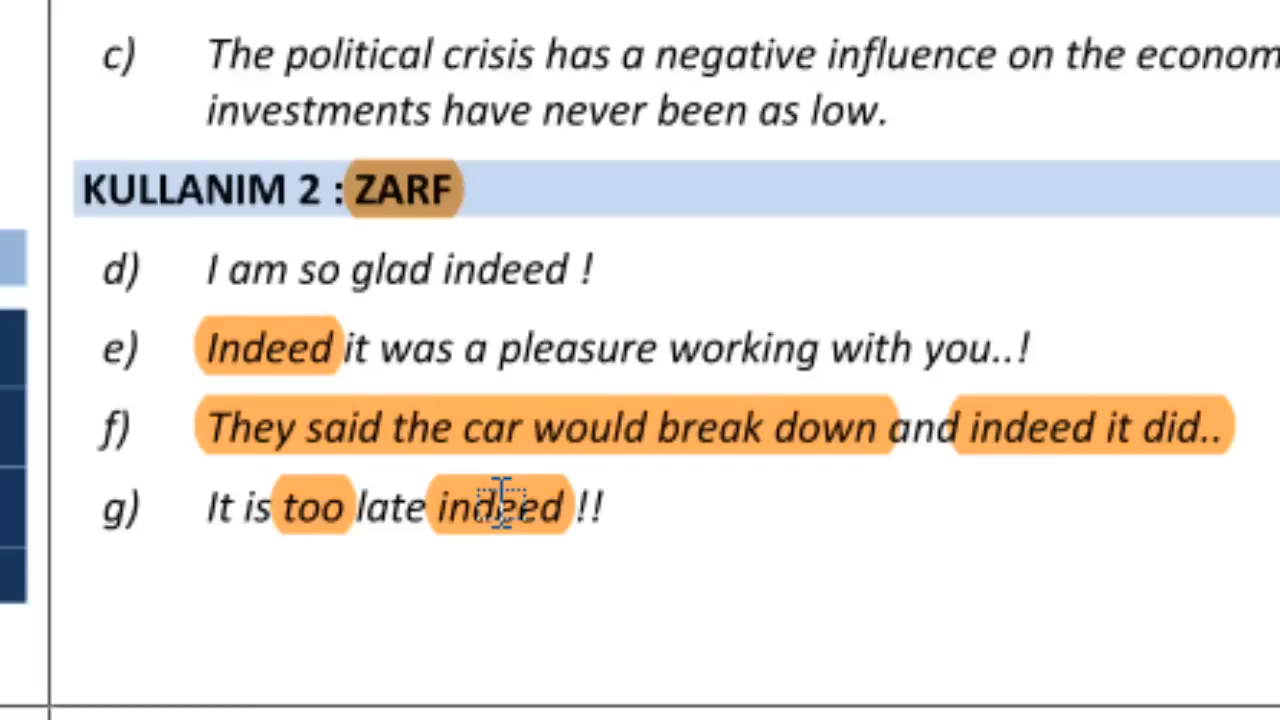 c) The political crisis has a negative influence on the econom
investments have never been as low.
KULLANIM 2 : ZARF
d) I am so glad indeed !
e) Indeed it was a pleasure working with you..!
f) They said the car would break down and indeed it did..
g) It is too late indeed !!